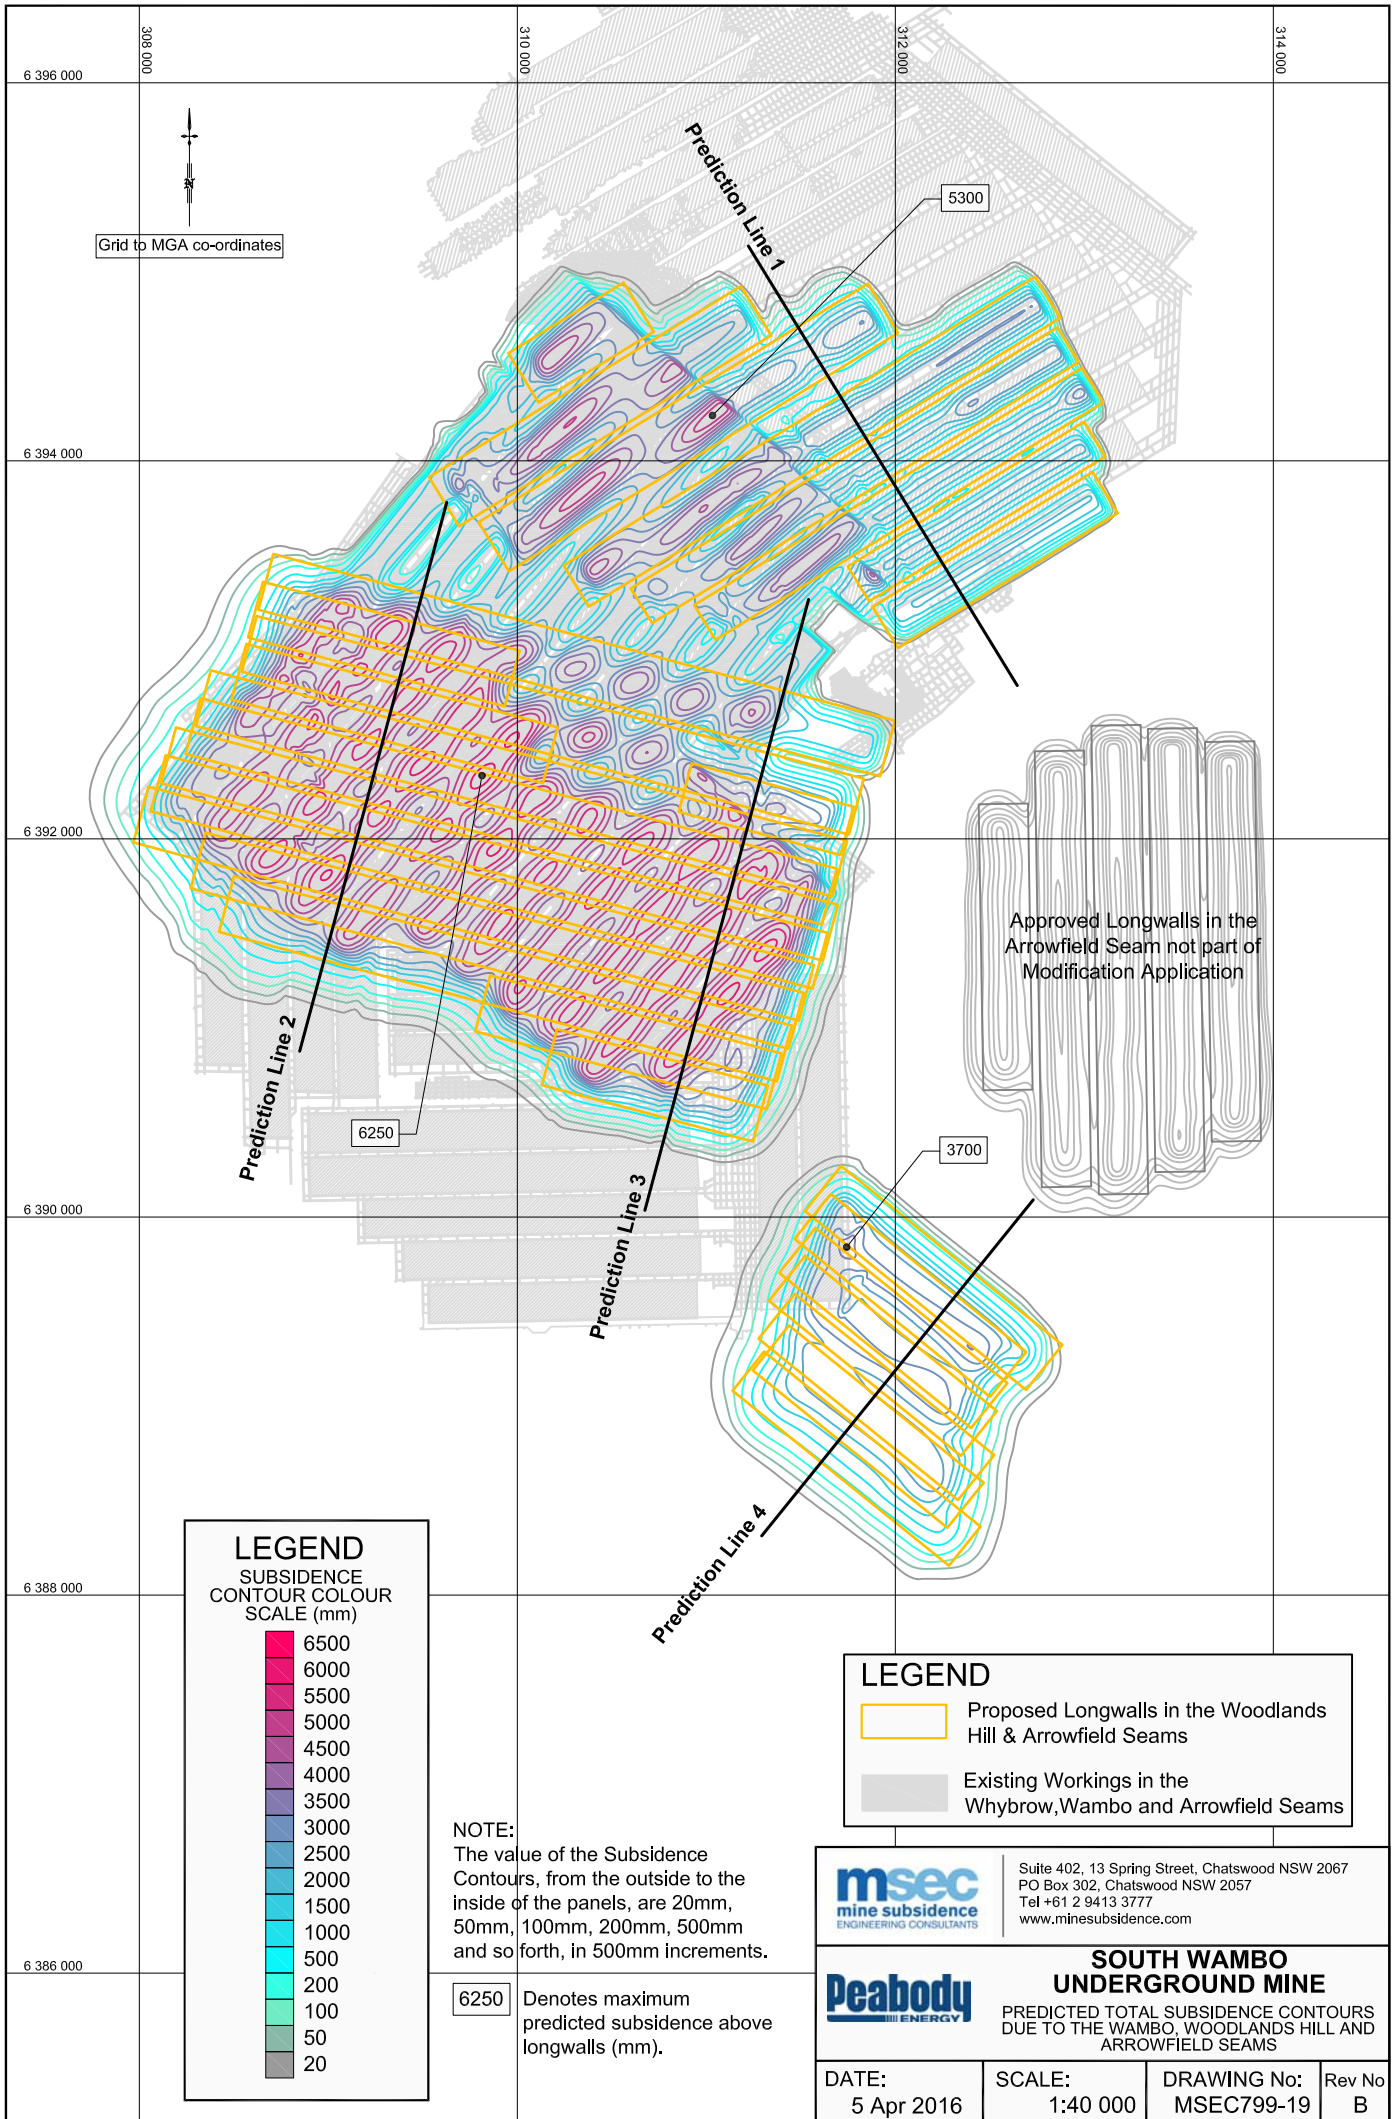 308 000
310 000
312 000
314 000
6 396 000
N
Grid to MGA co-ordinates
Prediction Line 1
5300
6 394 000
6 392 000
Approved Longwalls in the
Arrowfield Seam not part of
Modification Application
Prediction Line 2
6250
Prediction Line 3
3700
6 390 000
Prediction Line 4
6 388 000
LEGEND
SUBSIDENCE
CONTOUR COLOUR
SCALE (mm)
6500
6000
5500
5000
4500
4000
3500
3000
2500
2000
1500
1000
500
200
100
50
20
6 386 000
NOTE:
The value of the Subsidence
Contours, from the outside to the
inside of the panels, are 20mm,
50mm, 100mm, 200mm, 500mm
and so forth, in 500mm increments.
6250 Denotes maximum
predicted subsidence above
longwalls (mm).
LEGEND
Proposed Longwalls in the Woodlands
Hill & Arrowfield Seams
Existing Workings in the
Whybrow,Wambo and Arrowfield Seams
msec
mine subsidence
ENGINEERING CONSULTANTS
Suite 402, 13 Spring Street, Chatswood NSW 2067
PO Box 302, Chatswood NSW 2057
Tel +61 2 9413 3777
www.minesubsidence.com
Peabody
ENERGY
SOUTH WAMBO
UNDERGROUND MINE
PREDICTED TOTAL SUBSIDENCE CONTOURS
DUE TO THE WAMBO, WOODLANDS HILL AND
ARROWFIELD SEAMS
DATE:
5 Apr 2016
SCALE:
1:40 000
DRAWING No:
MSEC799-19
Rev No
B